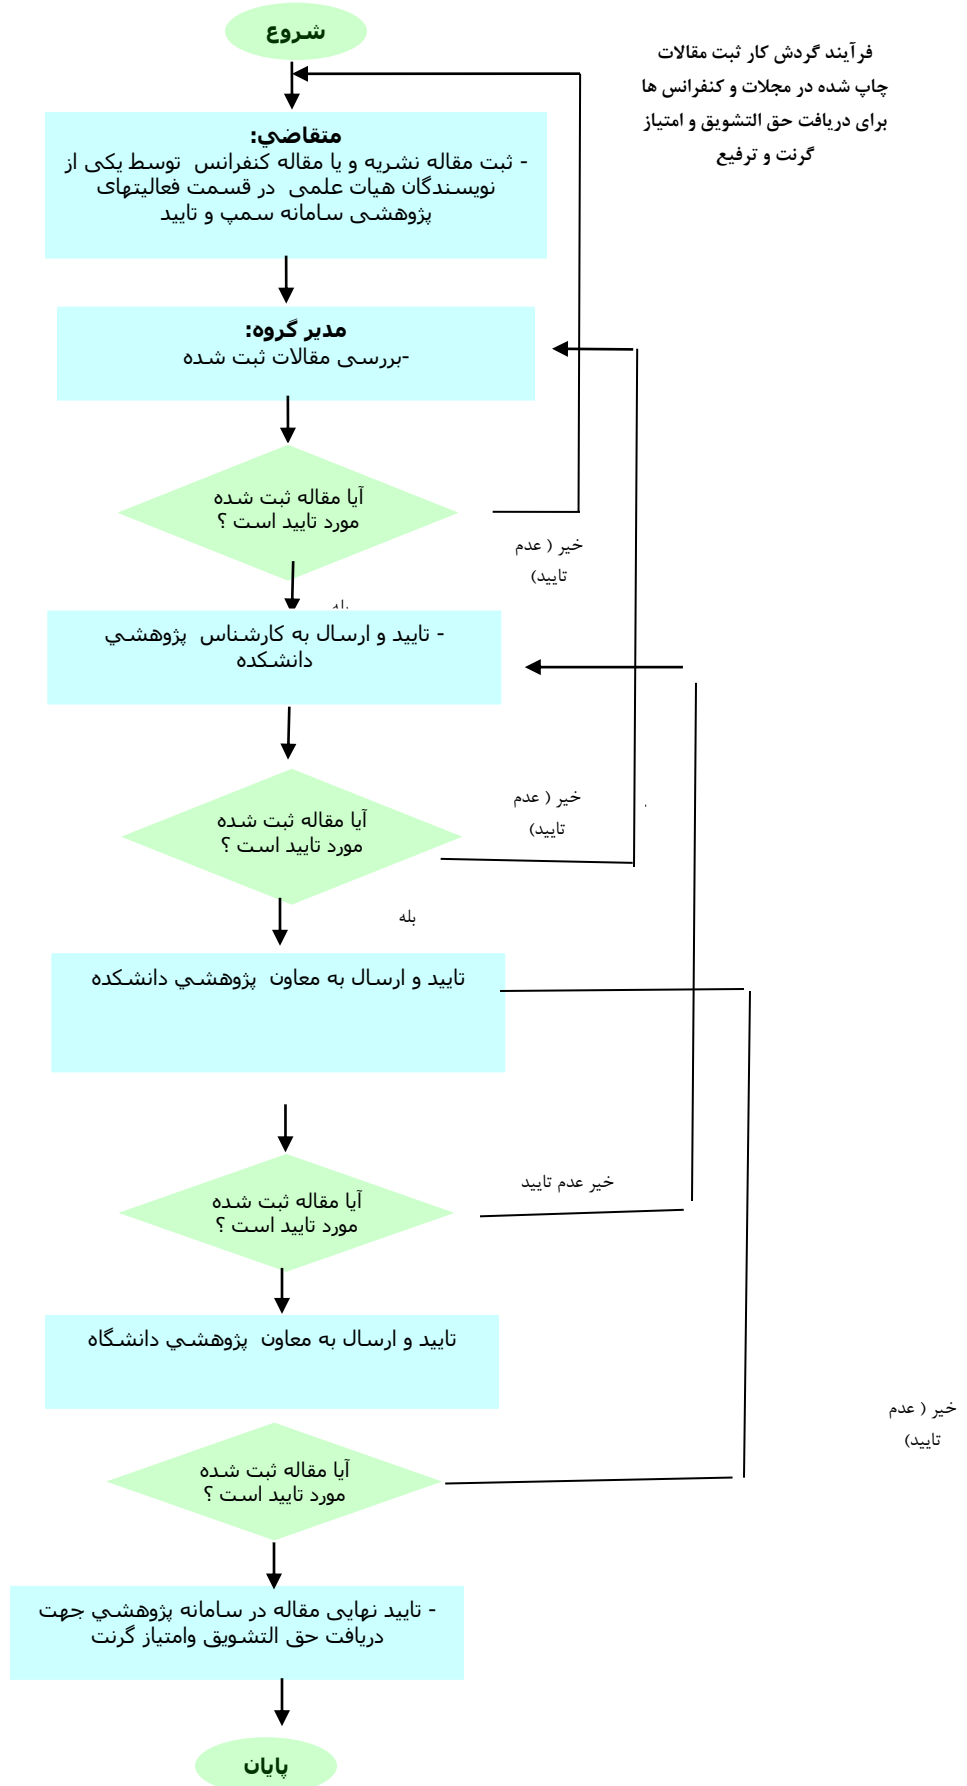 شروع
فرآیند گردش کار ثبت مقالات
چاپ شده در مجلات و کنفرانس ها
برای دریافت حق التشویق و امتیاز
گرنت و ترفیع
متقاضي:
- ثبت مقاله نشریه و یا مقاله کنفرانس توسط یکی از
نویسندگان هیات علمی در قسمت فعالیتهای
پژوهشی سامانه سمپ و تایید
مدیر گروه:
-بررسی مقالات ثبت شده
آیا مقاله ثبت شده
مورد تایید است ؟
خیر ( عدم
تایید)
بله
- تایید و ارسال به کارشناس پژوهشي
دانشکده
آیا مقاله ثبت شده
مورد تایید است ؟
خیر ( عدم
تایید)
بله
تایید و ارسال به معاون پژوهشي دانشکده
آیا مقاله ثبت شده
مورد تایید است ؟
خیر عدم تایید
تایید و ارسال به معاون پژوهشي دانشگاه
خیر ( عدم
تایید)
آیا مقاله ثبت شده
مورد تایید است ؟
- تایید نهایی مقاله در سامانه پژوهشي جهت
دریافت حق التشویق وامتیاز گرنت
پایان